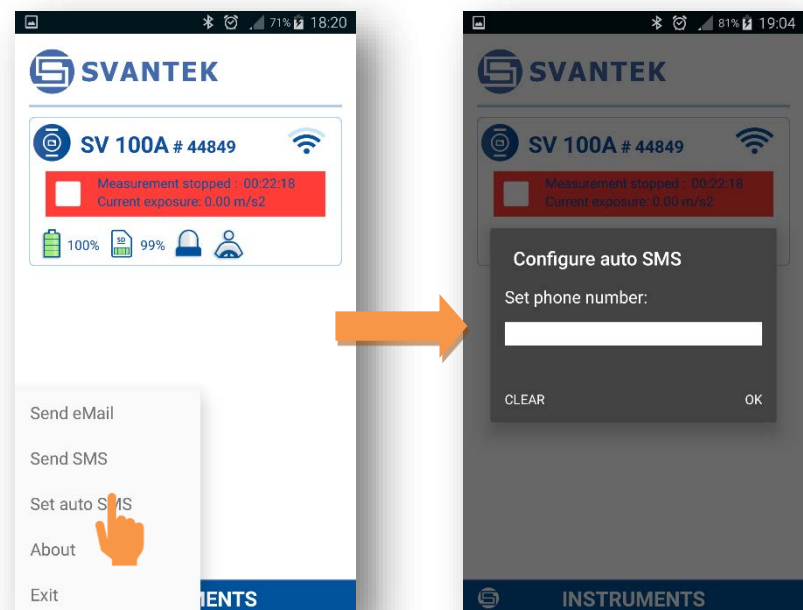 71% 18:20
SVANTEK
SV 100A # 44849
Measurement stopped : 00:22:18
Current exposure: 0.00 m/s2
100% SD 99%
Send eMail
Send SMS
Set auto SMS
About
Exit
MENTS
81% 19:04
SVANTEK
SV 100A # 44849
Measurement stopped : 00:22:18
Current exposure: 0.00 m/s2
Configure auto SMS
Set phone number:
CLEAR OK
INSTRUMENTS